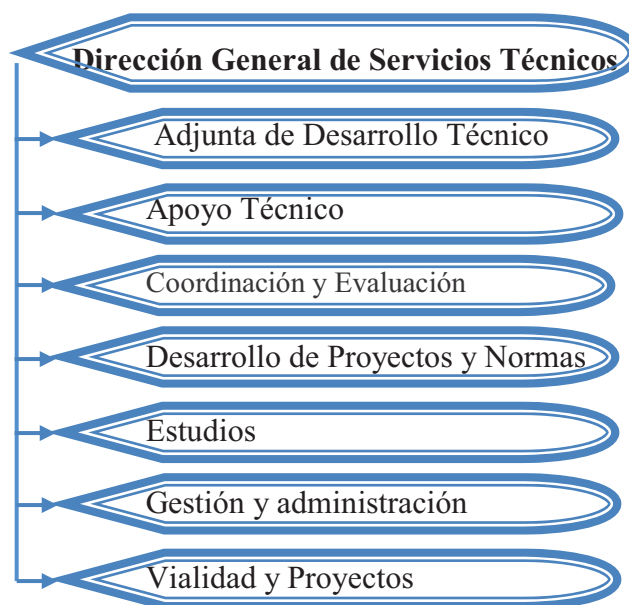 Dirección General de Servicios Técnicos
Adjunta de Desarrollo Técnico
Apoyo Técnico
Coordinación y Evaluación
Desarrollo de Proyectos y Normas
Estudios
Gestión y administración
Vialidad y Proyectos